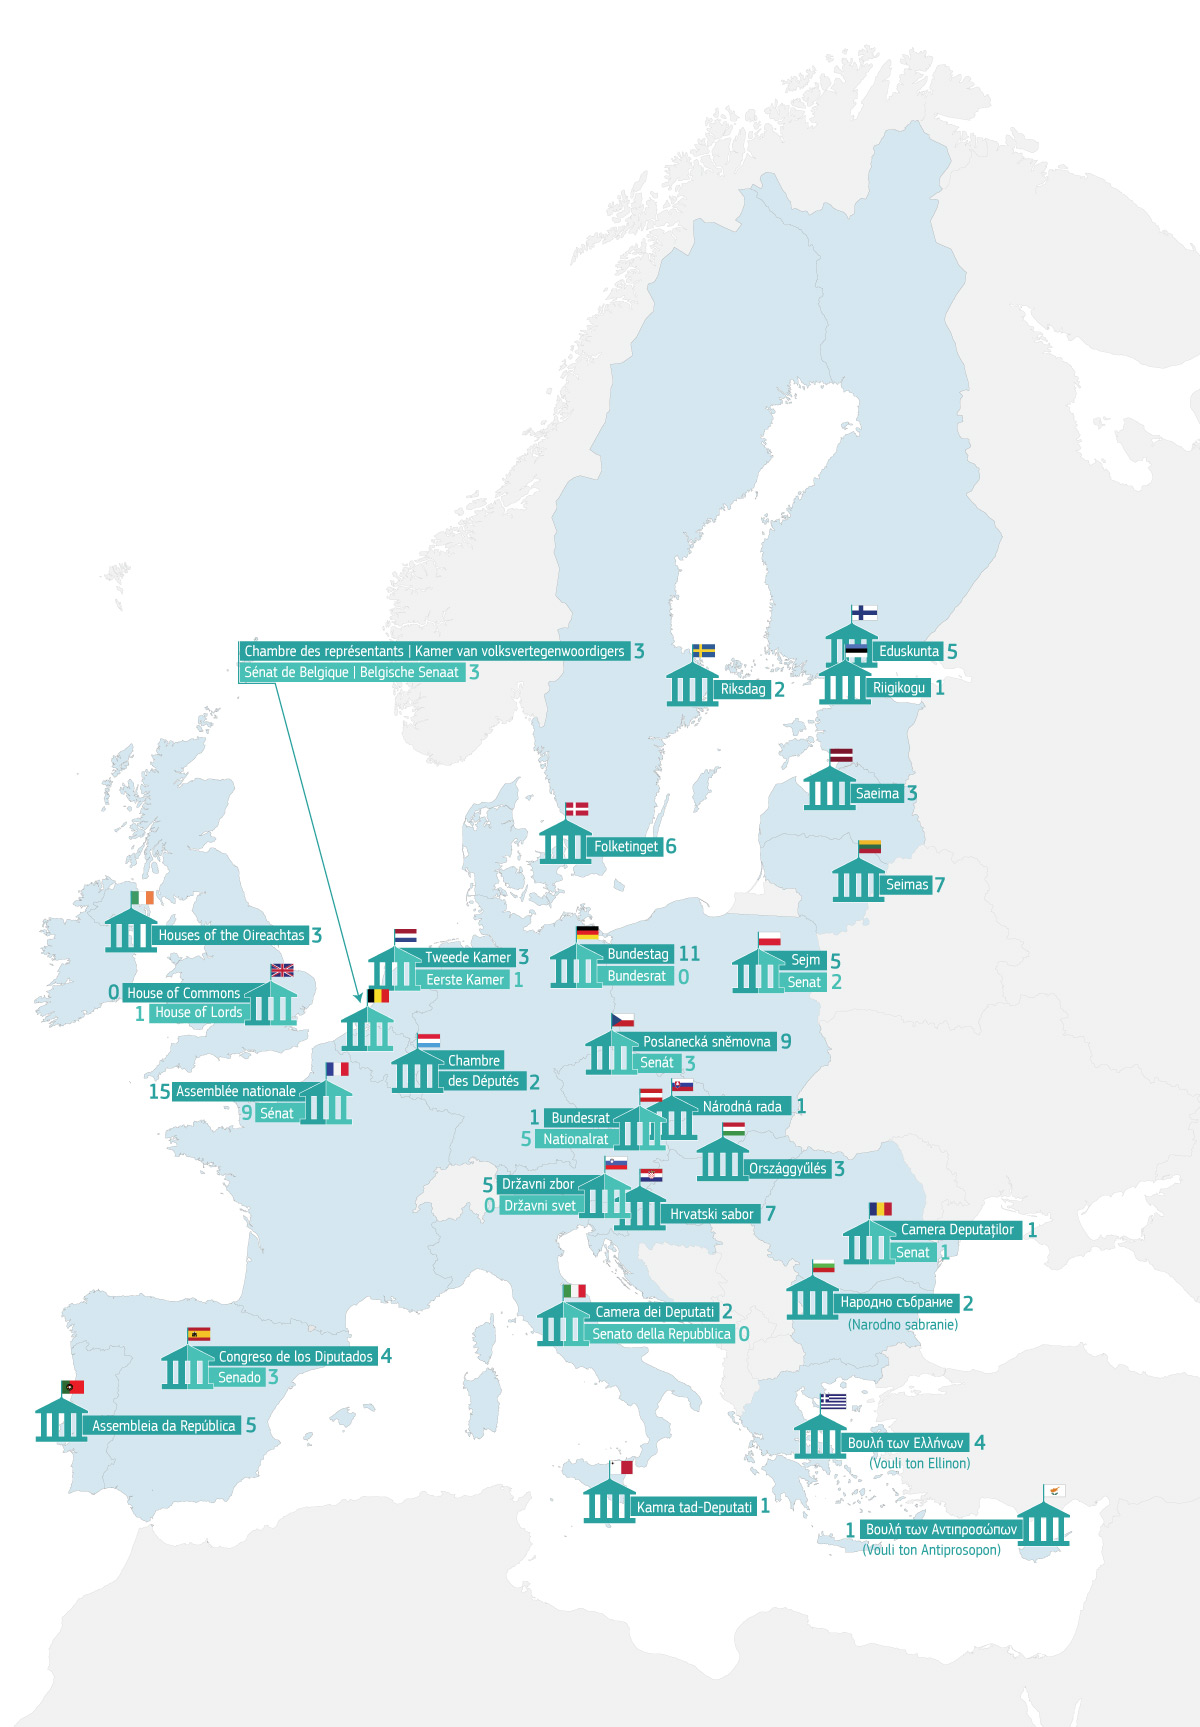 Eduskunta 5
Chambre des représentants | Kamer van volksvertegenwoordigers 3
Sénat de Belgique | Belgische Senaat 3
Riksdag 2
Riigikogu 1
Saeima 3
Folketinget 6
Seimas 7
Houses of the Oireachtas 3
Tweede Kamer 3
Eerste Kamer 1
Bundestag 11
Bundesrat 0
Sejm 5
Senat 2
0 House of Commons
1 House of Lords
Poslanecká sněmovna 9
Senát 3
Chambre
des Députés 2
15 Assemblée nationale
9 Sénat
Národná rada 1
1 Bundesrat
5 Nationalrat
Országgyűlés 3
5 Državni zbor
0 Državni svet
Hrvatski sabor 7
Camera Deputaților 1
Senat 1
Народно събрание 2
(Narodno sabranie)
Camera dei Deputati 2
Senato della Repubblica 0
Congreso de los Diputados 4
Senado 3
Assembleia da República 5
Βουλή των Ελλήνων 4
(Vouli ton Ellinon)
Kamra tad-Deputati 1
1 Βουλή των Αντιπροσώπων
(Vouli ton Antiprosopon)